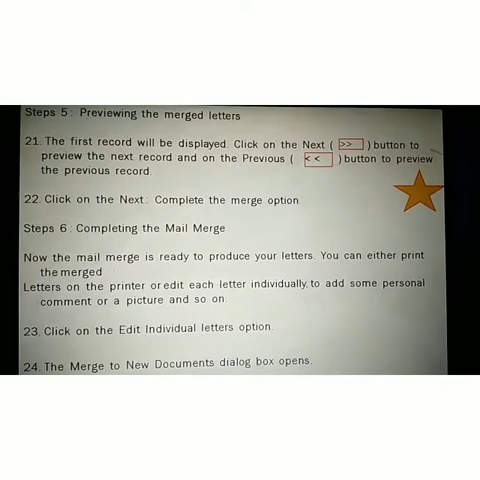 Steps 5: Previewing the merged letters
21. The first record will be displayed. Click on the Next ( >> ) button to
preview the next record and on the Previous ( << ) button to preview
the previous record.
22. Click on the Next: Complete the merge option.
Steps 6: Completing the Mail Merge
Now the mail merge is ready to produce your letters. You can either print
the merged
Letters on the printer or edit each letter individually, to add some personal
comment or a picture and so on.
23. Click on the Edit Individual letters option.
24. The Merge to New Documents dialog box opens.